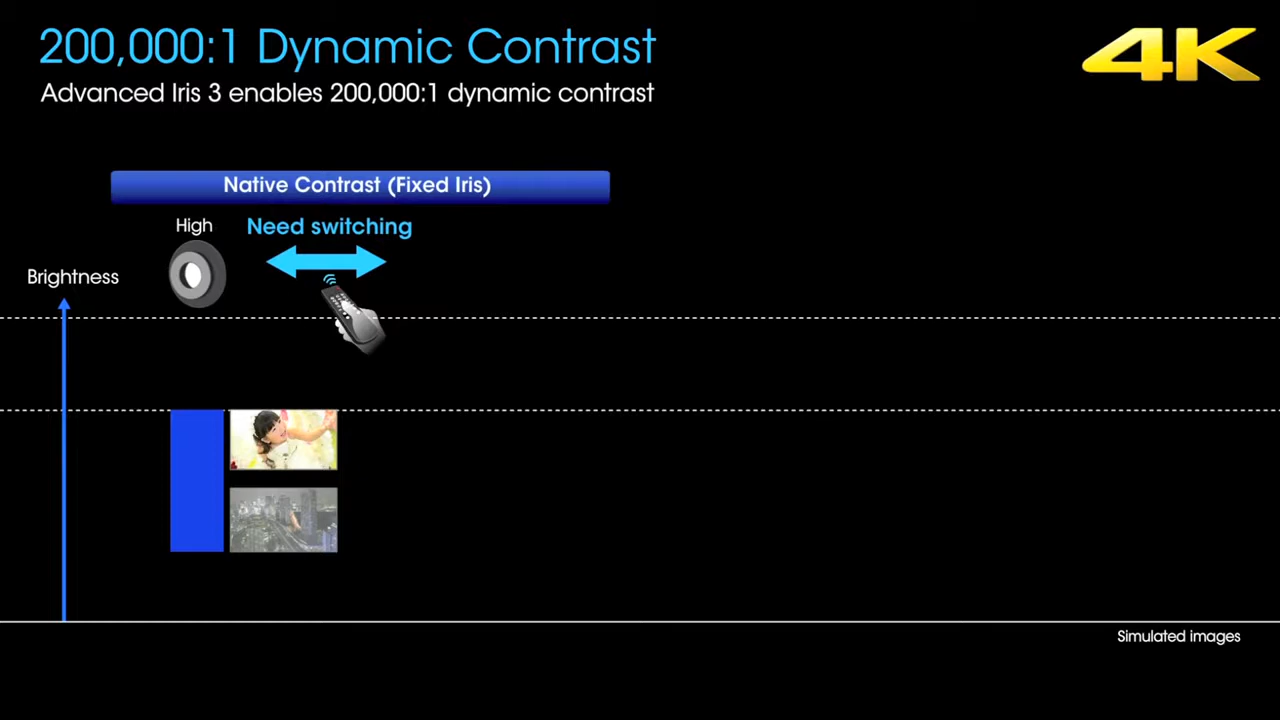 200,000:1 Dynamic Contrast
4K
Advanced Iris 3 enables 200,000:1 dynamic contrast
Native Contrast (Fixed Iris)
High
Need switching
Brightness
Simulated images